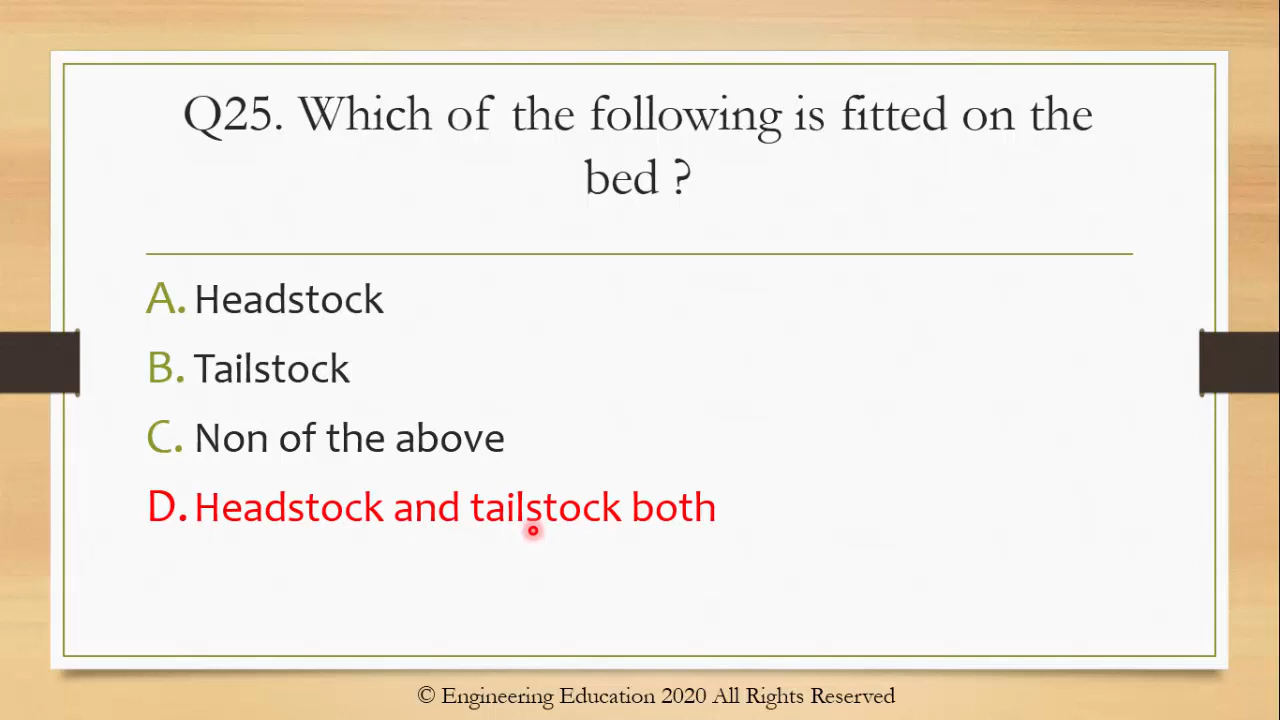 Q25. Which of the following is fitted on the
bed ?
A. Headstock
B. Tailstock
C. Non of the above
D. Headstock and tailstock both
© Engineering Education 2020 All Rights Reserved